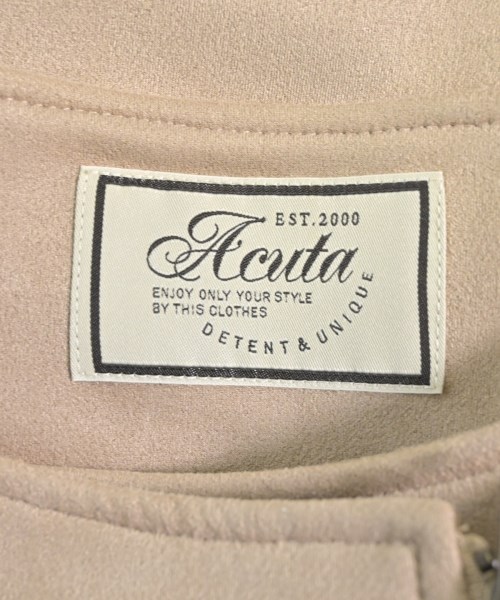 EST.2000
Acuta
ENJOY ONLY YOUR STYLE
BY THIS CLOTHES
DETENT & UNIQUE